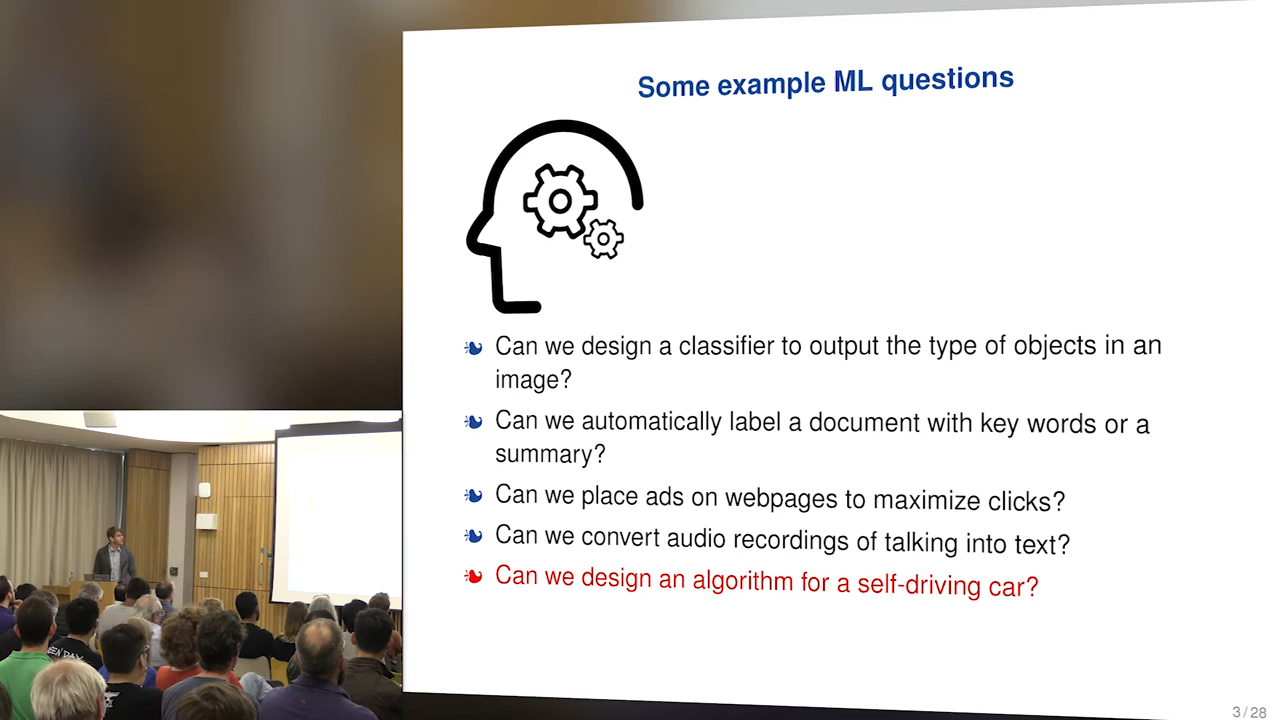 Some example ML questions
Can we design a classifier to output the type of objects in an
image?
Can we automatically label a document with key words or a
summary?
Can we place ads on webpages to maximize clicks?
Can we convert audio recordings of talking into text?
Can we design an algorithm for a self-driving car?
3 / 28